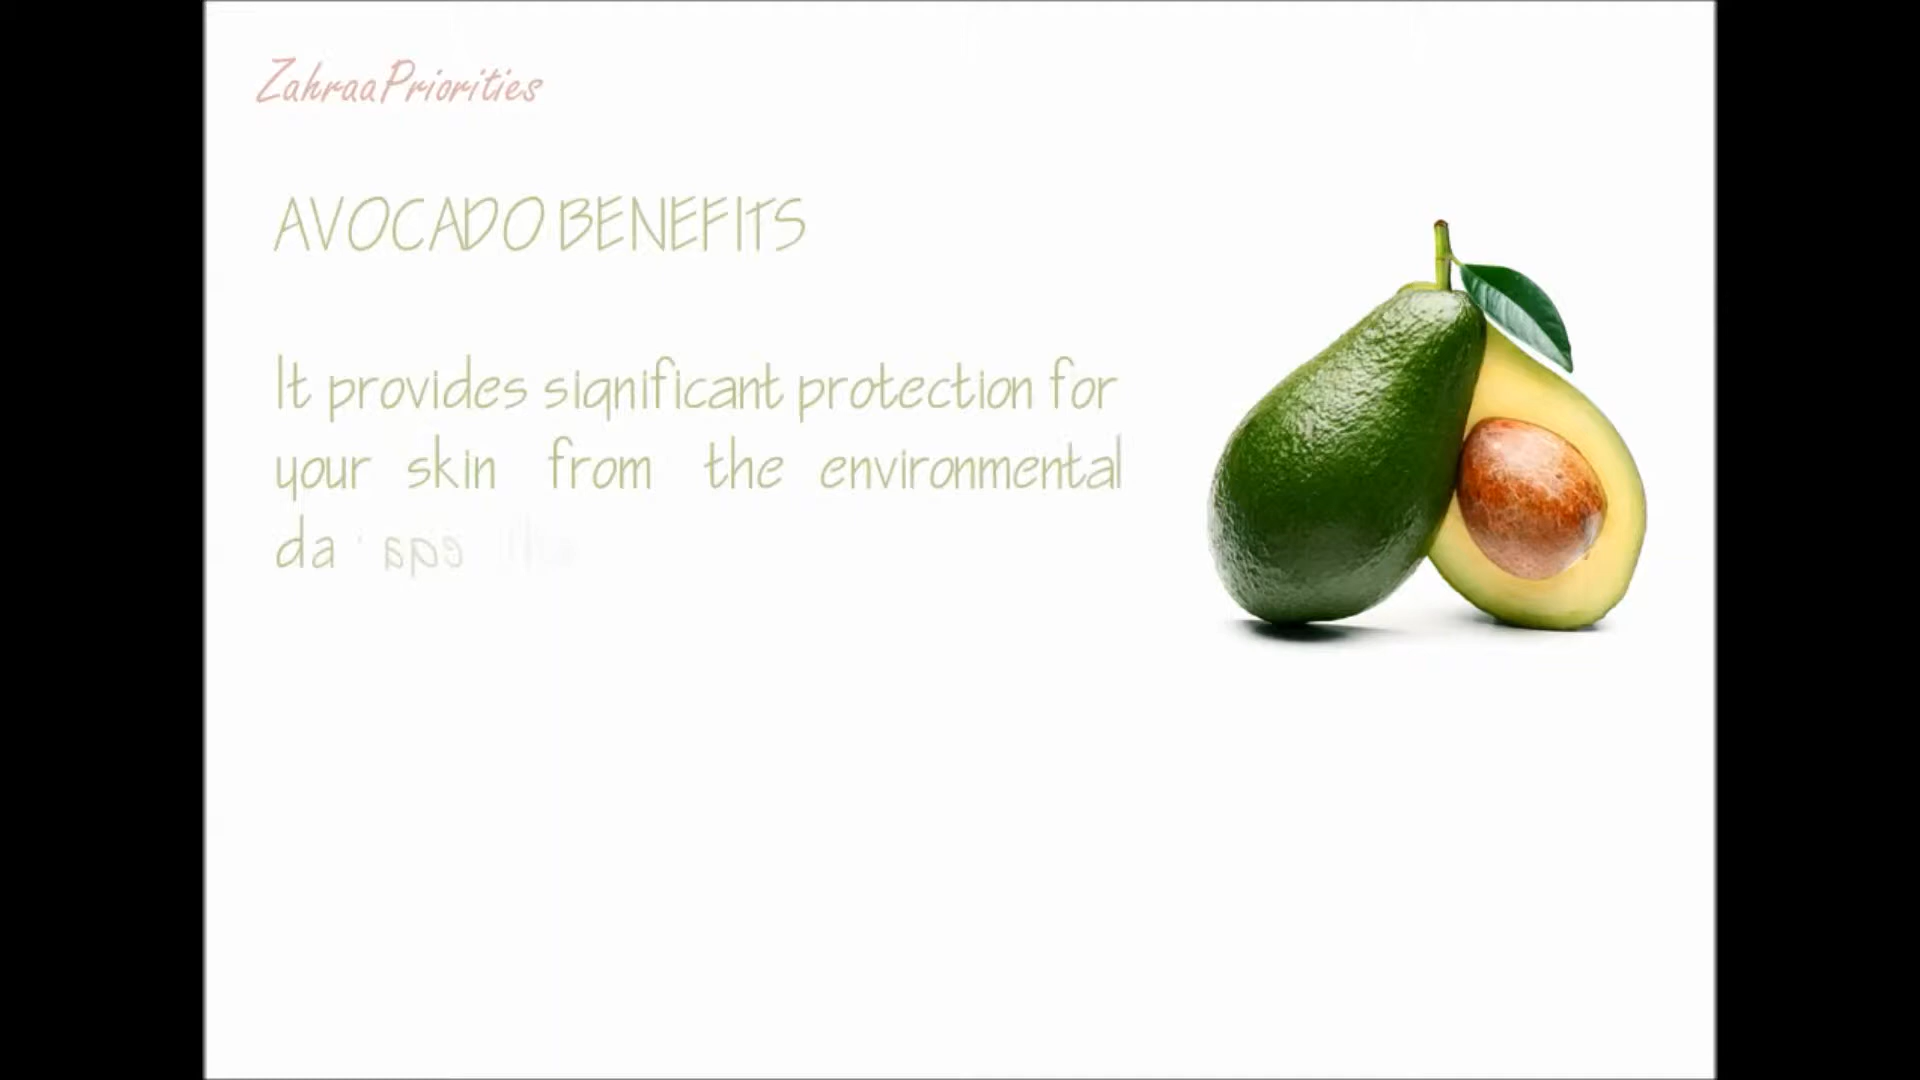 ZahraaPriorities
AVOCADO BENEFITS
It provides significant protection for
your skin from the environmental